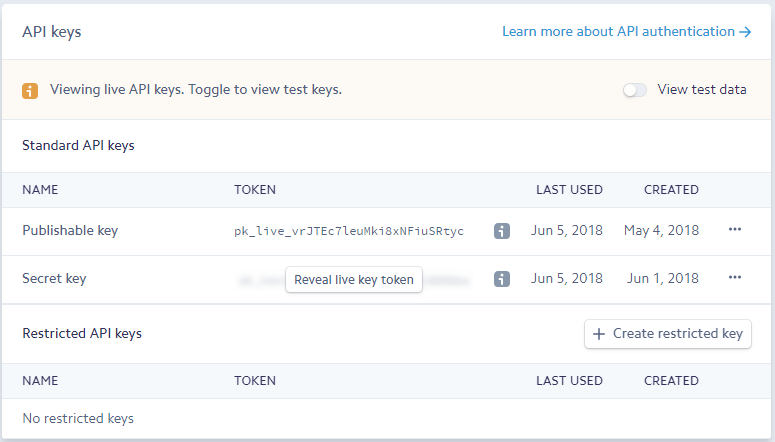 API keys
Learn more about API authentication →
Viewing live API keys. Toggle to view test keys.
View test data
Standard API keys
NAME TOKEN LAST USED CREATED
Publishable key pk_live_vrJTEc7leuMki8xNFiuSRtyc Jun 5, 2018 May 4, 2018 •••
Secret key Reveal live key token Jun 5, 2018 Jun 1, 2018 •••
Restricted API keys
+ Create restricted key
NAME TOKEN LAST USED CREATED
No restricted keys